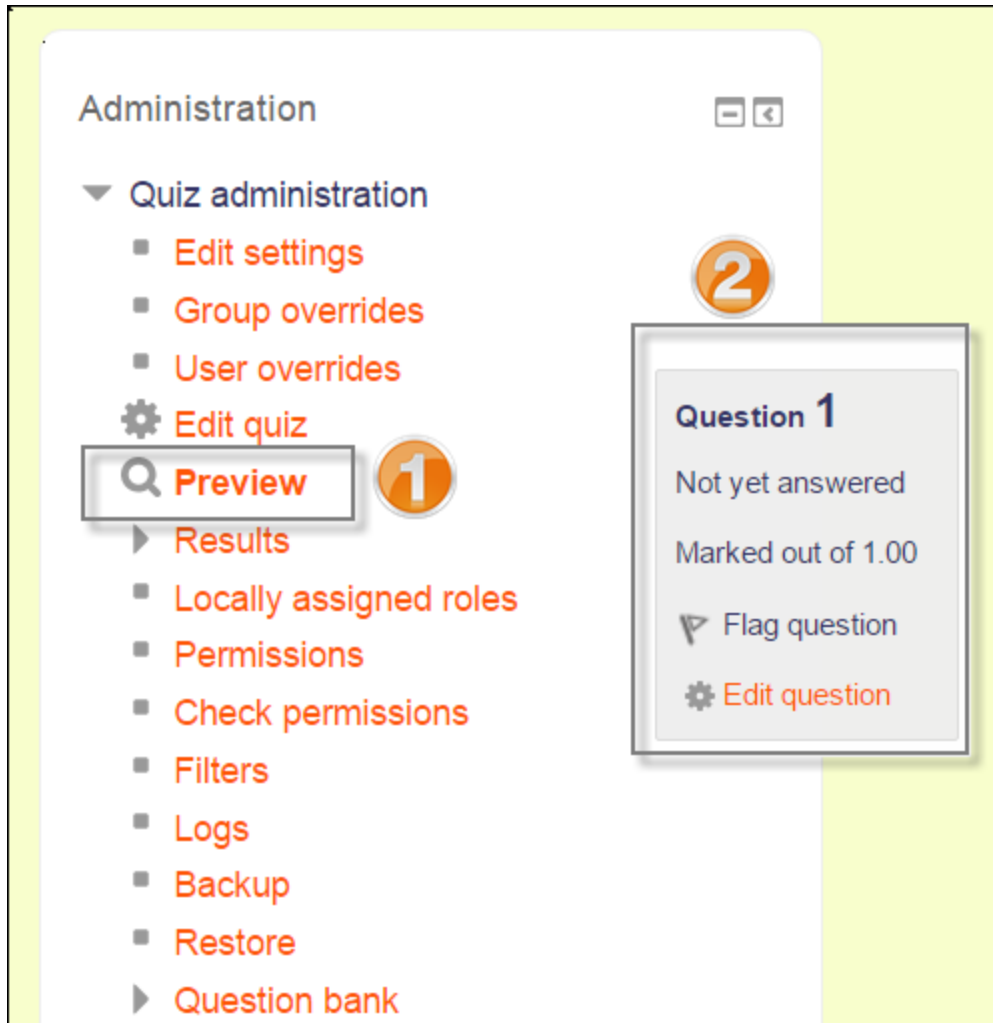 Administration
Quiz administration
Edit settings
Group overrides
User overrides
Edit quiz
Preview
Results
Locally assigned roles
Permissions
Check permissions
Filters
Logs
Backup
Restore
Question bank
1
2
Question 1
Not yet answered
Marked out of 1.00
Flag question
Edit question